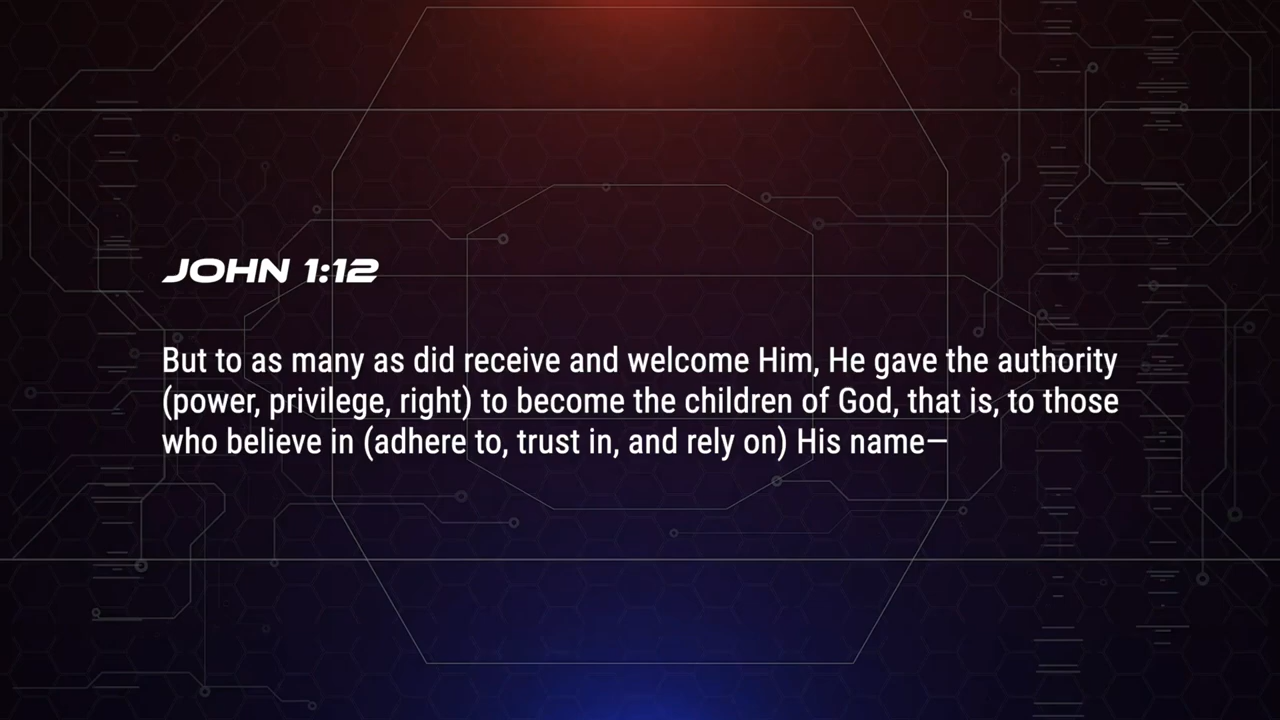 JOHN 1:12
But to as many as did receive and welcome Him, He gave the authority
(power, privilege, right) to become the children of God, that is, to those
who believe in (adhere to, trust in, and rely on) His name—